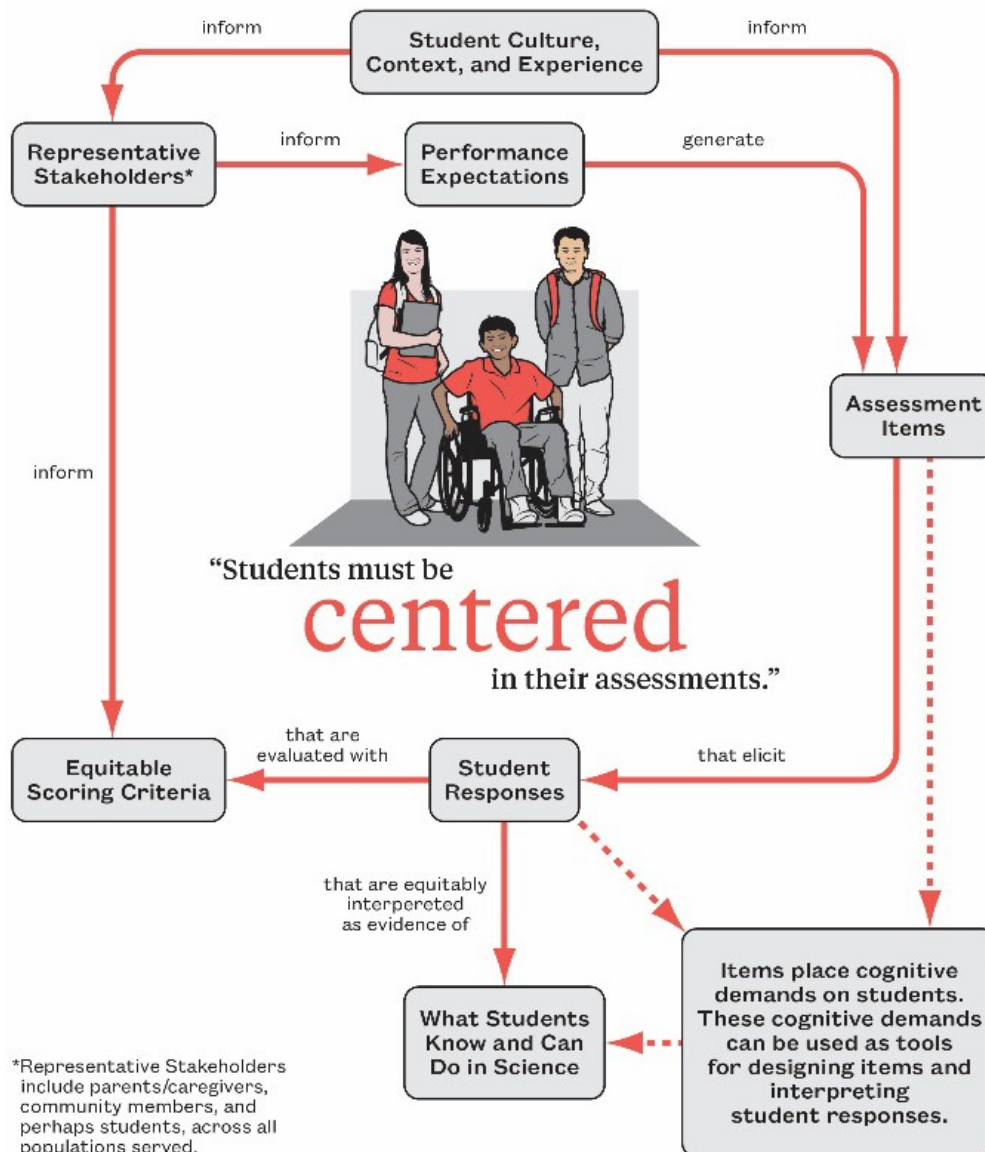 inform
Student Culture,
Context, and Experience
inform
Representative
Stakeholders*
inform
Performance
Expectations
generate
Assessment
Items
inform
“Students must be
centered
in their assessments.”
Equitable
Scoring Criteria
that are
evaluated with
Student
Responses
that elicit
that are equitably
interpereted
as evidence of
What Students
Know and Can
Do in Science
Items place cognitive
demands on students.
These cognitive demands
can be used as tools
for designing items and
interpreting
student responses.
*Representative Stakeholders
include parents/caregivers,
community members, and
perhaps students, across all
populations served.